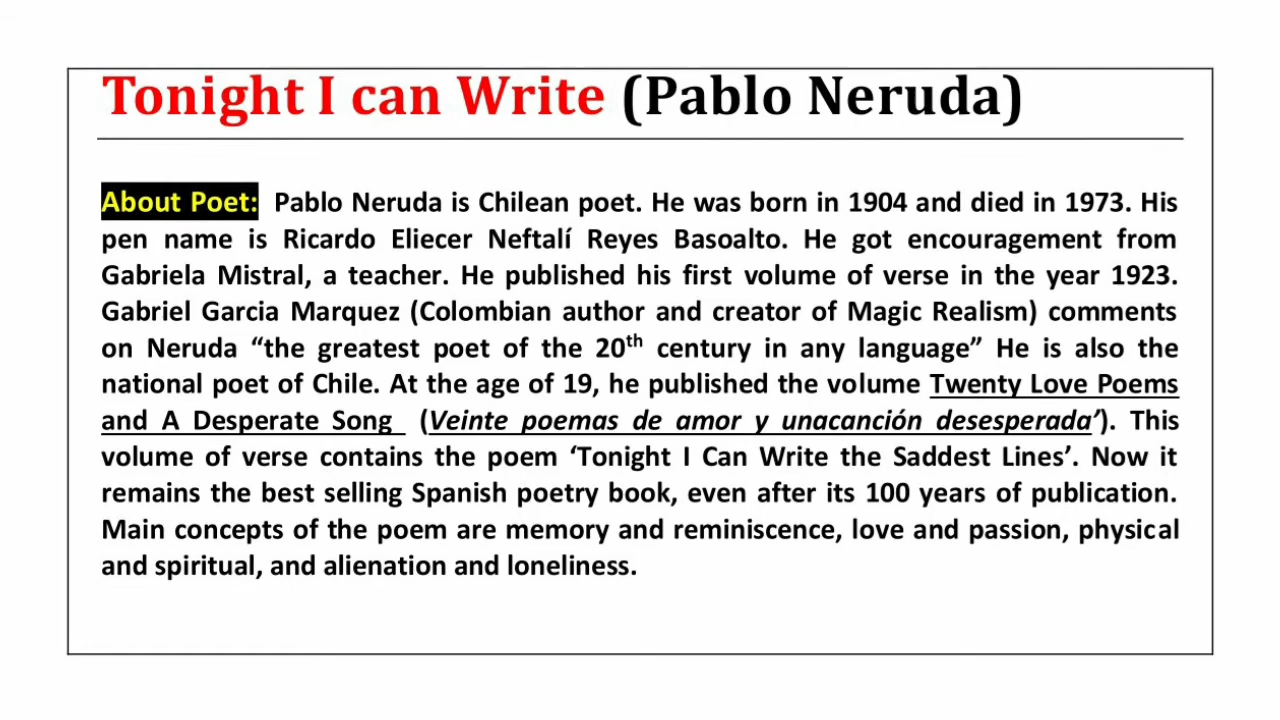 Tonight I can Write (Pablo Neruda)
About Poet: Pablo Neruda is Chilean poet. He was born in 1904 and died in 1973. His
pen name is Ricardo Eliecer Neftalí Reyes Basoalto. He got encouragement from
Gabriela Mistral, a teacher. He published his first volume of verse in the year 1923.
Gabriel Garcia Marquez (Colombian author and creator of Magic Realism) comments
on Neruda “the greatest poet of the 20th century in any language” He is also the
national poet of Chile. At the age of 19, he published the volume Twenty Love Poems
and A Desperate Song (Veinte poemas de amor y unacanción desesperada’). This
volume of verse contains the poem ‘Tonight I Can Write the Saddest Lines’. Now it
remains the best selling Spanish poetry book, even after its 100 years of publication.
Main concepts of the poem are memory and reminiscence, love and passion, physical
and spiritual, and alienation and loneliness.